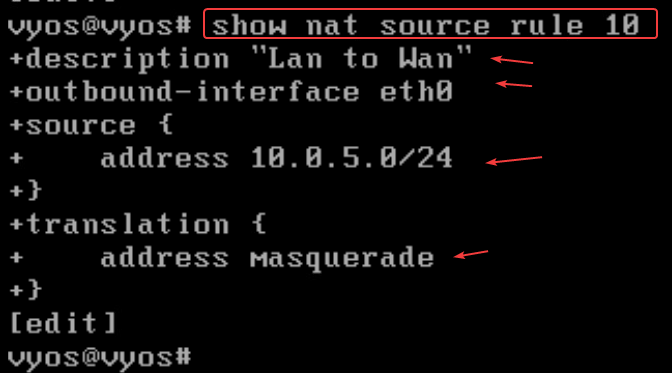 vyos@vyos# show nat source rule 10
+description "Lan to Wan"
+outbound-interface eth0
+source {
+    address 10.0.5.0/24
+}
+translation {
+    address masquerade
+}
[edit]
vyos@vyos#